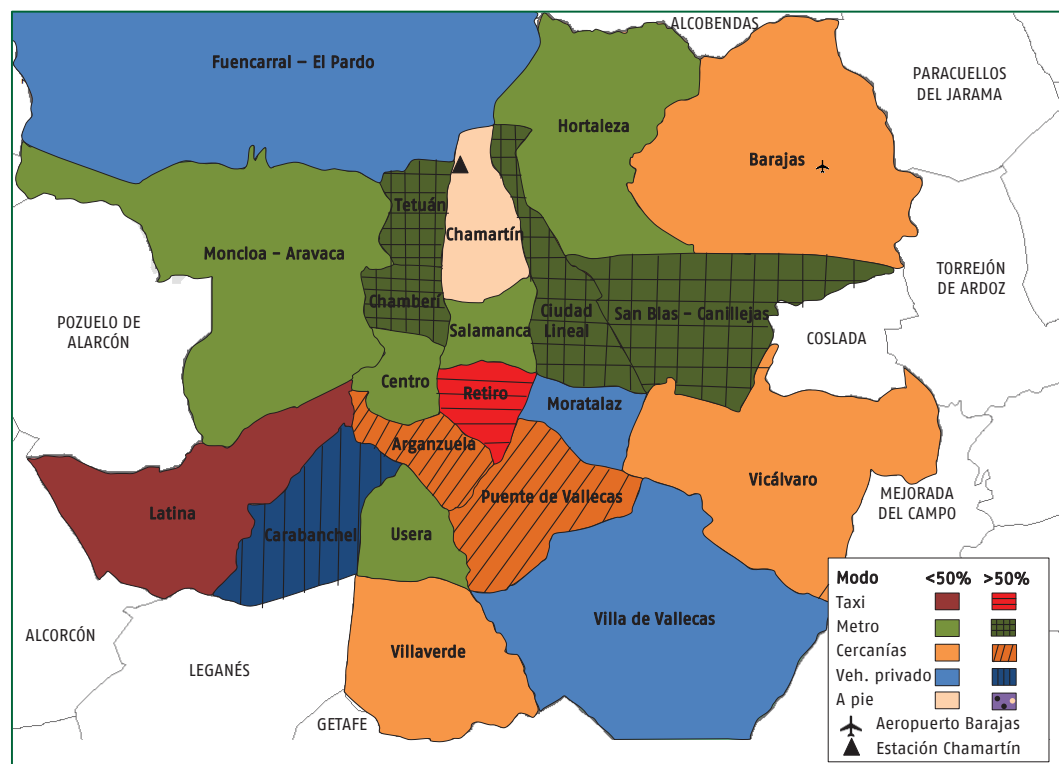 ALCOBENDAS
Fuencarral – El Pardo
PARACUELLOS
DEL JARAMA
Hortaleza
Barajas
Tetuán
Chamartín
Moncloa – Aravaca
TORREJÓN
DE ARDOZ
Chamberí
Ciudad
Lineal
San Blas – Canillejas
POZUELO DE
ALARCÓN
Salamanca
COSLADA
Centro
Retiro
Moratalaz
Arganzuela
Puente de Vallecas
Vicálvaro
MEJORADA
DEL CAMPO
Latina
Carabanchel
Usera
Villa de Vallecas
ALCORCÓN
Villaverde
LEGANÉS
GETAFE
Modo <50% >50%
Taxi
Metro
Cercanías
Veh. privado
A pie
Aeropuerto Barajas
Estación Chamartín